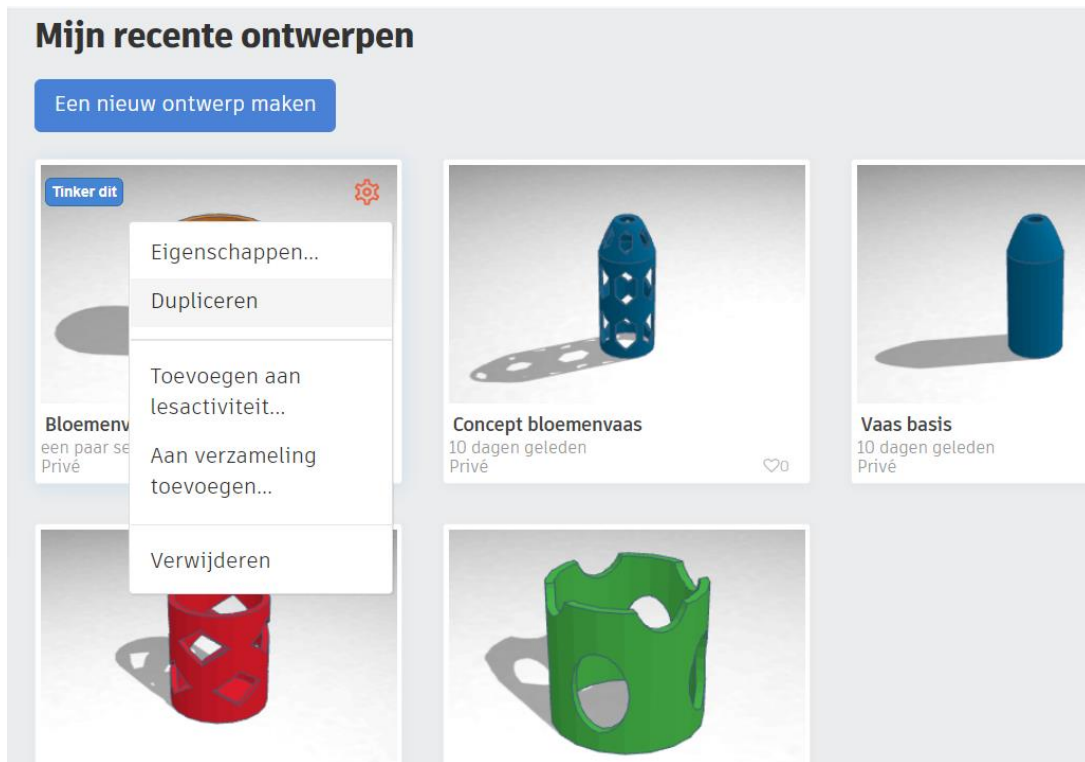 Mijn recente ontwerpen
Een nieuw ontwerp maken
Tinker dit
Eigenschappen...
Dupliceren
Toevoegen aan
lesactiviteit...
Aan verzameling
toevoegen...
Verwijderen
Bloemenv
een paar se
Privé
Concept bloemenvaas
10 dagen geleden
Privé
0
Vaas basis
10 dagen geleden
Privé